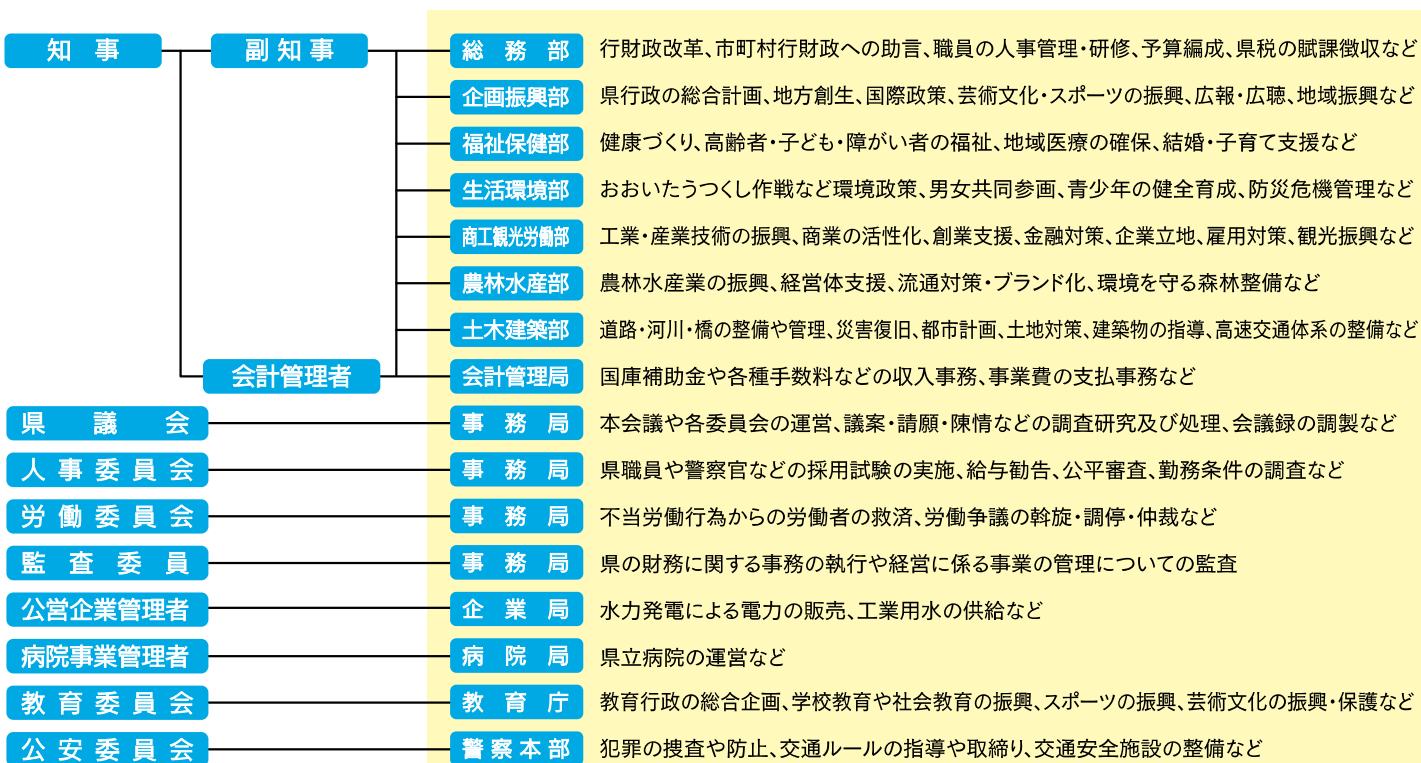 知事 副知事 総務部 行財政改革、市町村行財政への助言、職員の人事管理・研修、予算編成、県税の賦課徴収など
企画振興部 県行政の総合計画、地方創生、国際政策、芸術文化・スポーツの振興、広報・広聴、地域振興など
福祉保健部 健康づくり、高齢者・子ども・障がい者の福祉、地域医療の確保、結婚・子育て支援など
生活環境部 おおいたうつくし作戦など環境政策、男女共同参画、青少年の健全育成、防災危機管理など
商工観光労働部 工業・産業技術の振興、商業の活性化、創業支援、金融対策、企業立地、雇用対策、観光振興など
農林水産部 農林水産業の振興、経営体支援、流通対策・ブランド化、環境を守る森林整備など
土木建築部 道路・河川・橋の整備や管理、災害復旧、都市計画、土地対策、建築物の指導、高速交通体系の整備など
会計管理者 会計管理局 国庫補助金や各種手数料などの収入事務、事業費の支払事務など
県議会 事務局 本会議や各委員会の運営、議案・請願・陳情などの調査研究及び処理、会議録の調製など
人事委員会 事務局 県職員や警察官などの採用試験の実施、給与勧告、公平審査、勤務条件の調査など
労働委員会 事務局 不当労働行為からの労働者の救済、労働争議の斡旋・調停・仲裁など
監査委員 事務局 県の財務に関する事務の執行や経営に係る事業の管理についての監査
公営企業管理者 企業局 水力発電による電力の販売、工業用水の供給など
病院事業管理者 病院局 県立病院の運営など
教育委員会 教育庁 教育行政の総合企画、学校教育や社会教育の振興、スポーツの振興、芸術文化の振興・保護など
公安委員会 警察本部 犯罪の捜査や防止、交通ルールの指導や取締り、交通安全施設の整備など